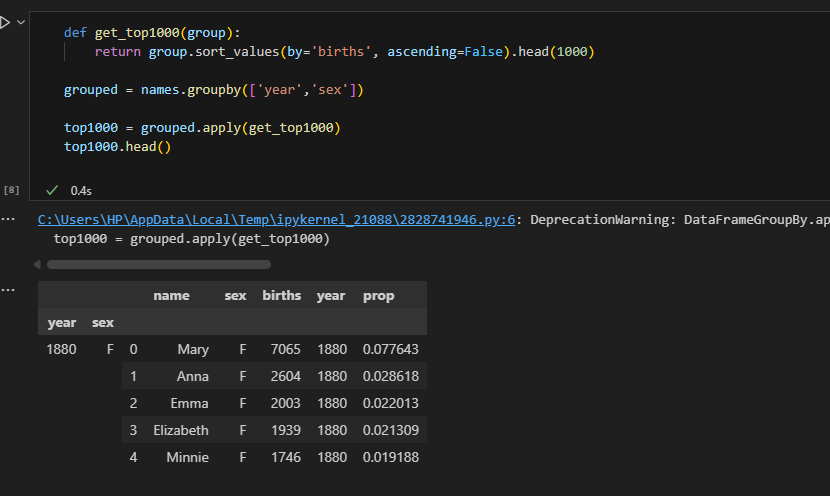 def get_top1000(group):
    return group.sort_values(by='births', ascending=False).head(1000)
grouped = names.groupby(['year','sex'])
top1000 = grouped.apply(get_top1000)
top1000.head()
[8] 0.4s
... C:\Users\HP\AppData\Local\Temp\ipykernel_21088\2828741946.py:6: DeprecationWarning: DataFrameGroupBy.ap
  top1000 = grouped.apply(get_top1000)
...
name sex births year prop
year sex
1880 F 0 Mary F 7065 1880 0.077643
1 Anna F 2604 1880 0.028618
2 Emma F 2003 1880 0.022013
3 Elizabeth F 1939 1880 0.021309
4 Minnie F 1746 1880 0.019188